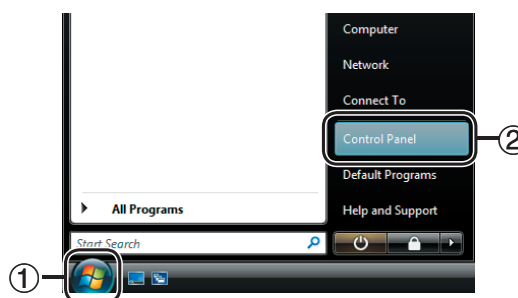 Computer
Network
Connect To
Control Panel
②
Default Programs
All Programs
Help and Support
Start Search
①